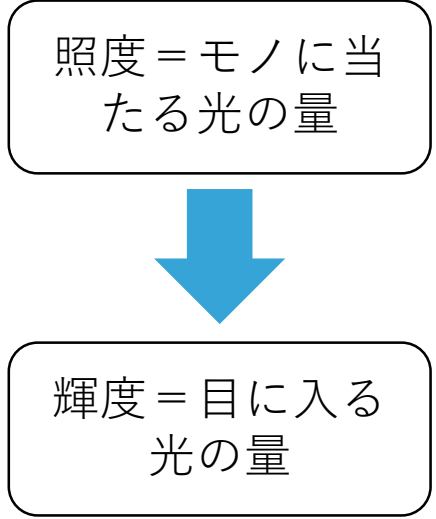 照度＝モノに当
たる光の量
輝度＝目に入る
光の量